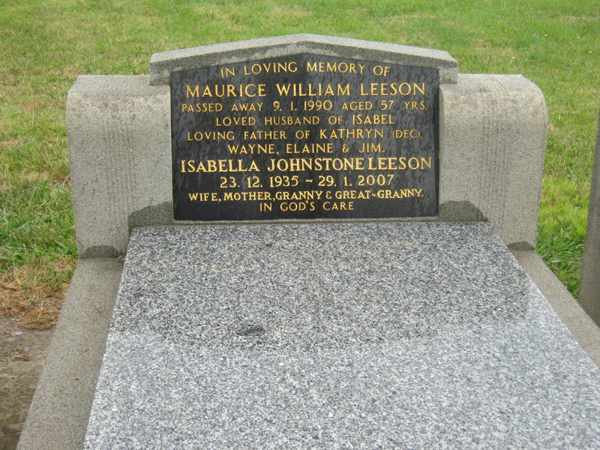 IN LOVING MEMORY OF
MAURICE WILLIAM LEESON
PASSED AWAY 9. 1. 1990 AGED 57 YRS.
LOVED HUSBAND OF ISABEL
LOVING FATHER OF KATHRYN (DEC),
WAYNE, ELAINE & JIM.
ISABELLA JOHNSTONE LEESON
23. 12. 1935 - 29. 1. 2007
WIFE, MOTHER, GRANNY & GREAT-GRANNY.
IN GOD'S CARE